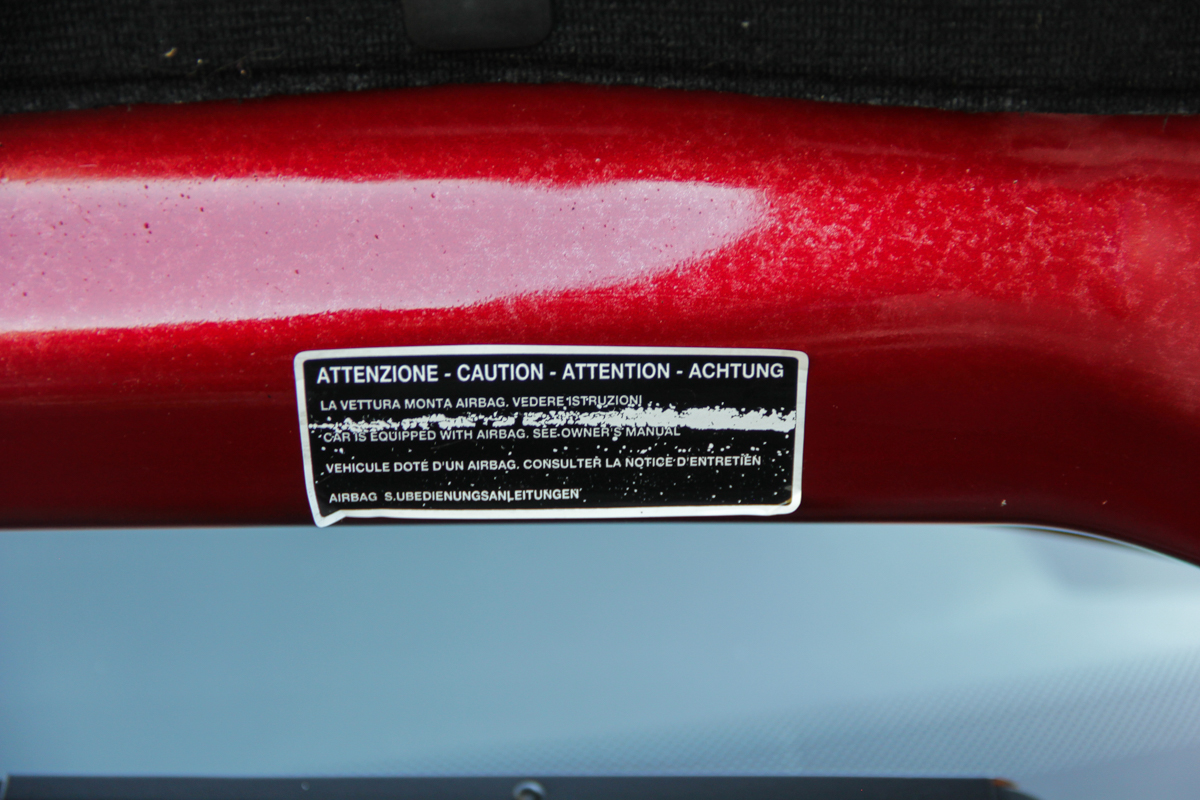 ATTENZIONE - CAUTION - ATTENTION - ACHTUNG
LA VETTURA MONTA AIRBAG. VEDERE ISTRUZIONI
CAR IS EQUIPPED WITH AIRBAG. SEE OWNER'S MANUAL
VEHICULE DOTÉ D'UN AIRBAG. CONSULTER LA NOTICE D'ENTRETIEN
AIRBAG S.UBEDIENUNGSANLEITUNGEN